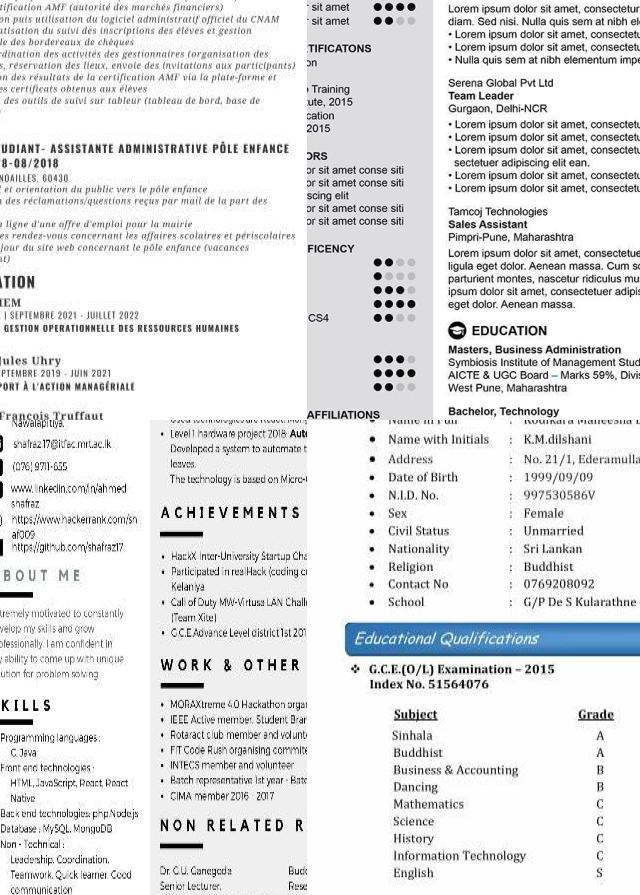 ification AMF (autorité des marchés financiers)
on puis utilisation du logiciel administratif officiel du CNAM
atisation du suivi des inscriptions des élèves et gestion
le des bordereaux de chèques
rdination des activités des gestionnaires (organisation des
s, réservation des lieux, envoie des invitations aux participants)
on des résultats de la certification AMF via la plate-forme et
es certificats obtenus aux élèves
des outils de suivi sur tableur (tableau de bord, base de
UDIANT- ASSISTANTE ADMINISTRATIVE PÔLE ENFANCE
8-08/2018
NOAILLES, 60430
l et orientation du public vers le pôle enfance
n des réclamations/questions reçus par mail de la part des
n ligne d'une offre d'emploi pour la mairie
es rendez-vous concernant les affaires scolaires et périscolaires
jour du site web concernant le pôle enfance (vacances
nt)
ATION
IEM
E | SEPTEMBRE 2021 - JUILLET 2022
GESTION OPERATIONNELLE DES RESSOURCES HUMAINES
Jules Uhry
PTEMBRE 2019 - JUIN 2021
PORT À L'ACTION MANAGÉRIALE
François Truffaut
sit amet
sit amet
TIFICATONS
on
Training
tute, 2015
cation
2015
ORS
or sit amet conse siti
or sit amet conse siti
scing elit
or sit amet conse siti
or sit amet conse siti
FICENCY
CS4
AFFILIATIONS
Lorem ipsum dolor sit amet, consectetu
diam. Sed nisi. Nulla quis sem at nibh el
• Lorem ipsum dolor sit amet, consectetu
• Lorem ipsum dolor sit amet, consectetu
• Nulla quis sem at nibh elementum impe
Serena Global Pvt Ltd
Team Leader
Gurgaon, Delhi-NCR
• Lorem ipsum dolor sit amet, consectetu
• Lorem ipsum dolor sit amet, consectetu
• Lorem ipsum dolor sit amet, consectetu
sectetuer adipiscing elit ean.
• Lorem ipsum dolor sit amet, consectetu
• Lorem ipsum dolor sit amet, consectetu
Tamcoj Technologies
Sales Assistant
Pimpri-Pune, Maharashtra
Lorem ipsum dolor sit amet, consectetu
ligula eget dolor. Aenean massa. Cum so
parturient montes, nascetur ridiculus mu
ipsum dolor sit amet, consectetuer adipis
eget dolor. Aenean massa.
EDUCATION
Masters, Business Administration
Symbiosis Institute of Management Stud
AICTE & UGC Board – Marks 59%, Divis
West Pune, Maharashtra
Bachelor, Technology
Nawalapitiya.
shafraz.17@itfac.mrt.ac.lk
(076) 9711-655
www.linkedin.com/in/ahmed
shafraz
https://www.hackerrank.com/sh
af009
https://github.com/shafraz17
BOUT ME
tremely motivated to constantly
velop my skills and grow
ofessionally. I am confident in
y ability to come up with unique
ution for problem solving
KILLS
Programming languages :
C, Java
Front end technologies :
HTML, JavaScript, React, React
Native
Back end technologies: php,Node.js
Database : MySQL, MongoDB
Non - Technical :
Leadership, Coordination,
Teamwork, Quick learner, Good
communication
• Level 1 hardware project 2018: Auto
Developed a system to automate t
leaves.
The technology is based on Micro-
ACHIEVEMENTS
• HackX Inter-University Startup Cha
• Participated in realHack (coding c
Kelaniya
• Call of Duty MW-Virtusa LAN Chall
(Team Xite)
• G.C.E.Advance Level district 1st 201
WORK & OTHER
• MORAXtreme 4.0 Hackathon organ
• IEEE Active member, Student Bran
• Rotaract club member and volunt
• FIT Code Rush organising committe
• INTECS member and volunteer
• Batch representative 1st year - Batc
• CIMA member 2016 - 2017
NON RELATED R
Dr. G.U. Ganegoda Budd
Senior Lecturer, Rese
• Name in Full : Kodikara Maheesha D
• Name with Initials : K.M.dilshani
• Address : No. 21/1, Ederamulla
• Date of Birth : 1999/09/09
• N.I.D. No. : 997530586V
• Sex : Female
• Civil Status : Unmarried
• Nationality : Sri Lankan
• Religion : Buddhist
• Contact No : 0769208092
• School : G/P De S Kularathne
Educational Qualifications
❖ G.C.E.(O/L) Examination – 2015
Index No. 51564076
Subject Grade
Sinhala A
Buddhist A
Business & Accounting B
Dancing B
Mathematics C
Science C
History C
Information Technology C
English S